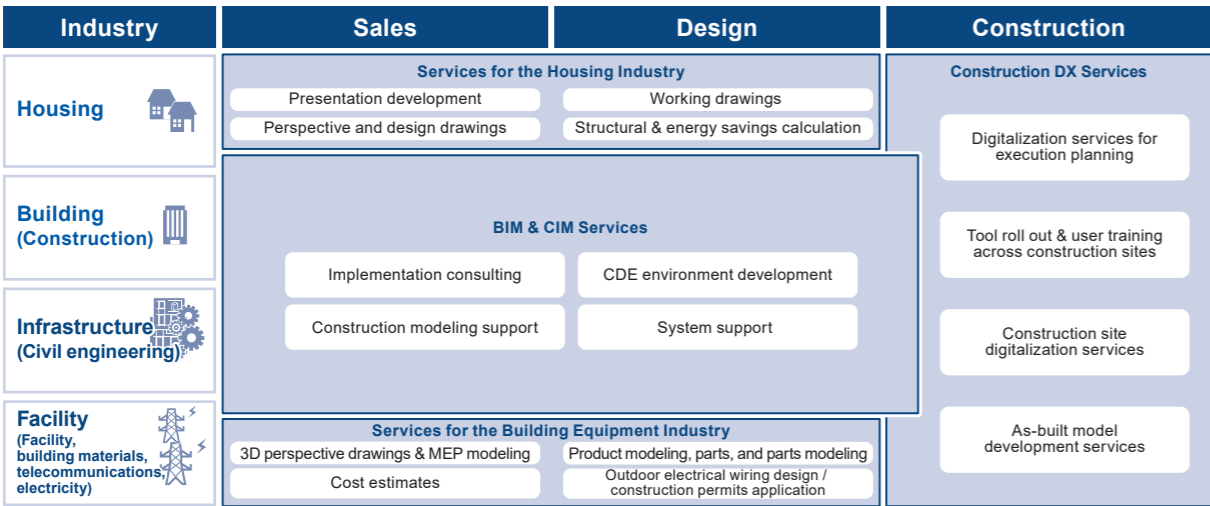 Industry
Sales
Design
Construction
Housing
Services for the Housing Industry
Presentation development
Working drawings
Perspective and design drawings
Structural & energy savings calculation
Building
(Construction)
Infrastructure
(Civil engineering)
BIM & CIM Services
Implementation consulting
CDE environment development
Construction modeling support
System support
Facility
(Facility,
building materials,
telecommunications,
electricity)
Services for the Building Equipment Industry
3D perspective drawings & MEP modeling
Product modeling, parts, and parts modeling
Cost estimates
Outdoor electrical wiring design /
construction permits application
Construction DX Services
Digitalization services for
execution planning
Tool roll out & user training
across construction sites
Construction site
digitalization services
As-built model
development services